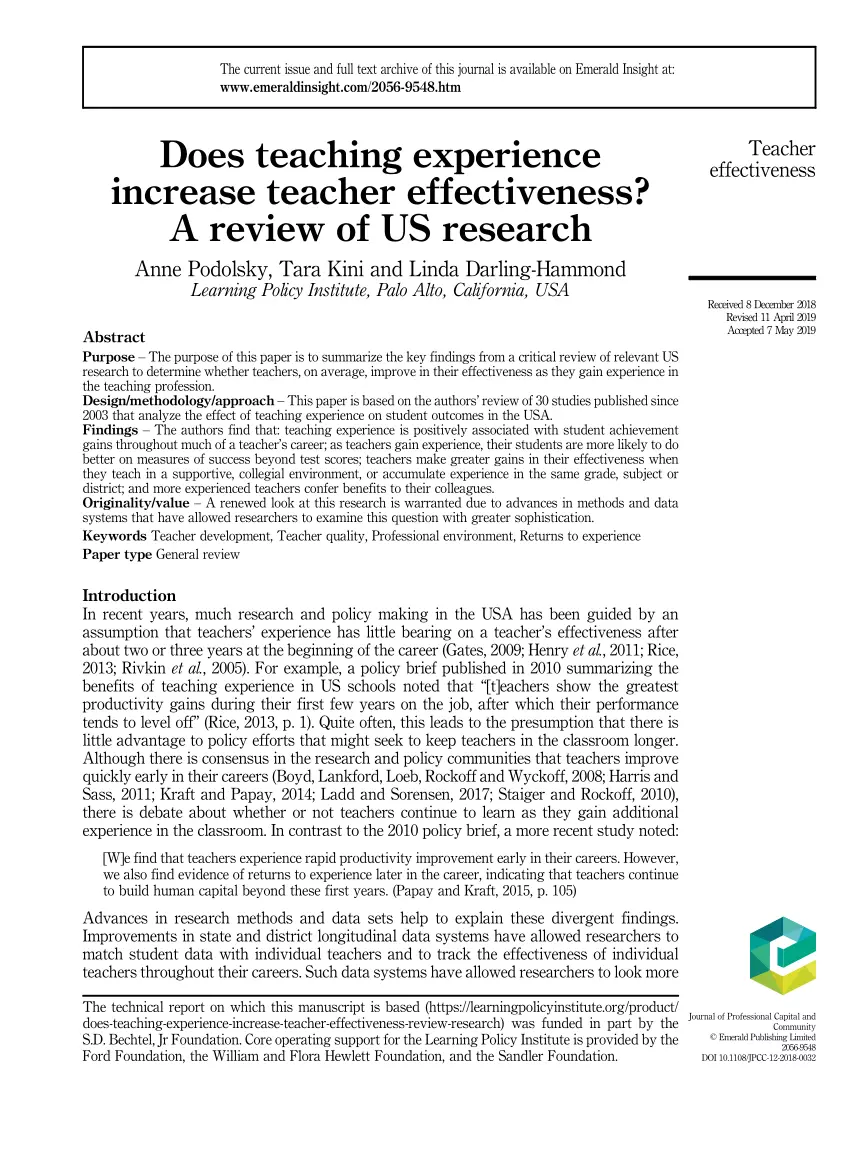 The current issue and full text archive of this journal is available on Emerald Insight at:
www.emeraldinsight.com/2056-9548.htm
Does teaching experience
increase teacher effectiveness?
A review of US research
Anne Podolsky, Tara Kini and Linda Darling-Hammond
Learning Policy Institute, Palo Alto, California, USA
Teacher
effectiveness
Received 8 December 2018
Revised 11 April 2019
Accepted 7 May 2019
Abstract
Purpose – The purpose of this paper is to summarize the key findings from a critical review of relevant US
research to determine whether teachers, on average, improve in their effectiveness as they gain experience in
the teaching profession.
Design/methodology/approach – This paper is based on the authors’ review of 30 studies published since
2003 that analyze the effect of teaching experience on student outcomes in the USA.
Findings – The authors find that: teaching experience is positively associated with student achievement
gains throughout much of a teacher’s career; as teachers gain experience, their students are more likely to do
better on measures of success beyond test scores; teachers make greater gains in their effectiveness when
they teach in a supportive, collegial environment, or accumulate experience in the same grade, subject or
district; and more experienced teachers confer benefits to their colleagues.
Originality/value – A renewed look at this research is warranted due to advances in methods and data
systems that have allowed researchers to examine this question with greater sophistication.
Keywords Teacher development, Teacher quality, Professional environment, Returns to experience
Paper type General review
Introduction
In recent years, much research and policy making in the USA has been guided by an
assumption that teachers’ experience has little bearing on a teacher’s effectiveness after
about two or three years at the beginning of the career (Gates, 2009; Henry et al., 2011; Rice,
2013; Rivkin et al., 2005). For example, a policy brief published in 2010 summarizing the
benefits of teaching experience in US schools noted that “[t]eachers show the greatest
productivity gains during their first few years on the job, after which their performance
tends to level off” (Rice, 2013, p. 1). Quite often, this leads to the presumption that there is
little advantage to policy efforts that might seek to keep teachers in the classroom longer.
Although there is consensus in the research and policy communities that teachers improve
quickly early in their careers (Boyd, Lankford, Loeb, Rockoff and Wyckoff, 2008; Harris and
Sass, 2011; Kraft and Papay, 2014; Ladd and Sorensen, 2017; Staiger and Rockoff, 2010),
there is debate about whether or not teachers continue to learn as they gain additional
experience in the classroom. In contrast to the 2010 policy brief, a more recent study noted:
[W]e find that teachers experience rapid productivity improvement early in their careers. However,
we also find evidence of returns to experience later in the career, indicating that teachers continue
to build human capital beyond these first years. (Papay and Kraft, 2015, p. 105)
Advances in research methods and data sets help to explain these divergent findings.
Improvements in state and district longitudinal data systems have allowed researchers to
match student data with individual teachers and to track the effectiveness of individual
teachers throughout their careers. Such data systems have allowed researchers to look more
The technical report on which this manuscript is based (https://learningpolicyinstitute.org/product/
does-teaching-experience-increase-teacher-effectiveness-review-research) was funded in part by the
S.D. Bechtel, Jr Foundation. Core operating support for the Learning Policy Institute is provided by the
Ford Foundation, the William and Flora Hewlett Foundation, and the Sandler Foundation.
Journal of Professional Capital and
Community
© Emerald Publishing Limited
2056-9548
DOI 10.1108/JPCC-12-2018-0032